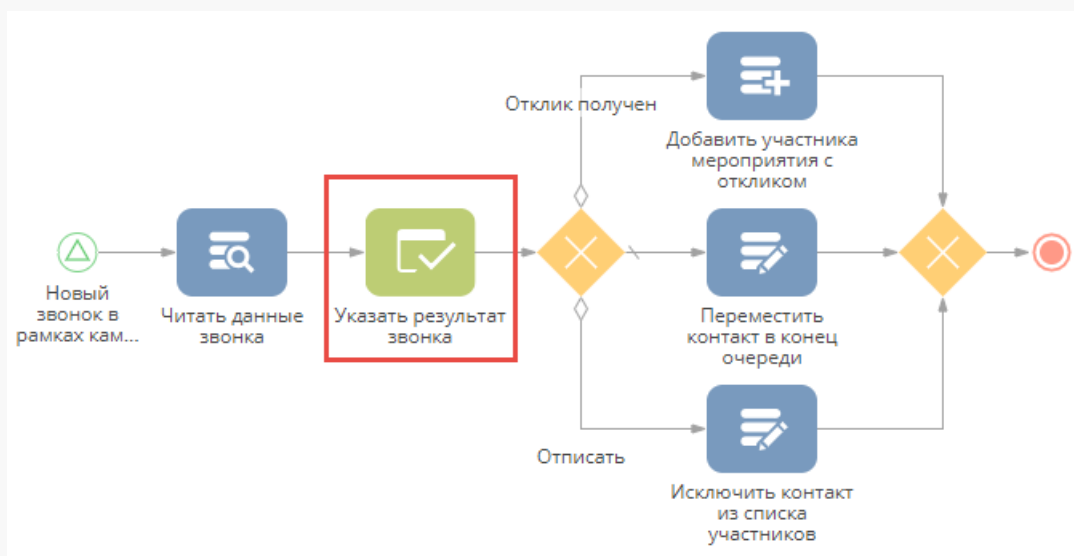 Отклик получен
Добавить участника
мероприятия с
откликом
Новый
звонок в
рамках кам...
Читать данные
звонка
Указать результат
звонка
Переместить
контакт в конец
очереди
Отписать
Исключить контакт
из списка
участников